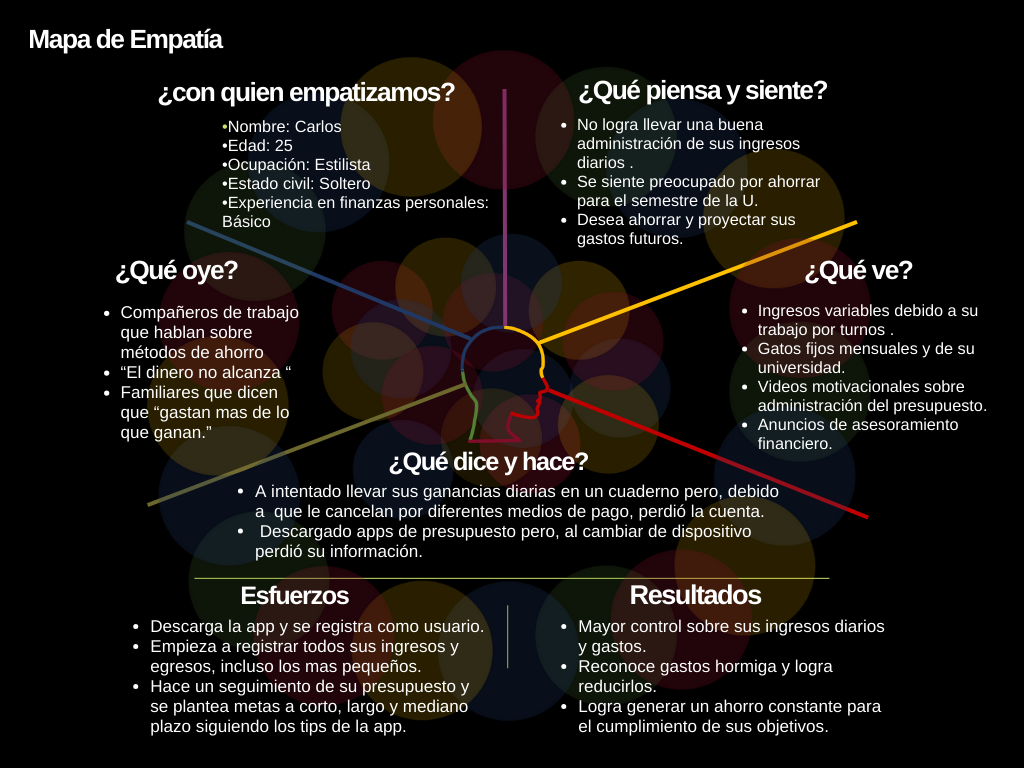 Mapa de Empatía
¿con quien empatizamos?
•Nombre: Carlos
•Edad: 25
•Ocupación: Estilista
•Estado civil: Soltero
•Experiencia en finanzas personales:
Básico
¿Qué piensa y siente?
• No logra llevar una buena
administración de sus ingresos
diarios .
• Se siente preocupado por ahorrar
para el semestre de la U.
• Desea ahorrar y proyectar sus
gastos futuros.
¿Qué oye?
• Compañeros de trabajo
que hablan sobre
métodos de ahorro
• “El dinero no alcanza “
• Familiares que dicen
que “gastan mas de lo
que ganan.”
¿Qué ve?
• Ingresos variables debido a su
trabajo por turnos .
• Gatos fijos mensuales y de su
universidad.
• Videos motivacionales sobre
administración del presupuesto.
• Anuncios de asesoramiento
financiero.
¿Qué dice y hace?
• A intentado llevar sus ganancias diarias en un cuaderno pero, debido
a  que le cancelan por diferentes medios de pago, perdió la cuenta.
• Descargado apps de presupuesto pero, al cambiar de dispositivo
perdió su información.
Esfuerzos
• Descarga la app y se registra como usuario.
• Empieza a registrar todos sus ingresos y
egresos, incluso los mas pequeños.
• Hace un seguimiento de su presupuesto y
se plantea metas a corto, largo y mediano
plazo siguiendo los tips de la app.
Resultados
• Mayor control sobre sus ingresos diarios
y gastos.
• Reconoce gastos hormiga y logra
reducirlos.
• Logra generar un ahorro constante para
el cumplimiento de sus objetivos.